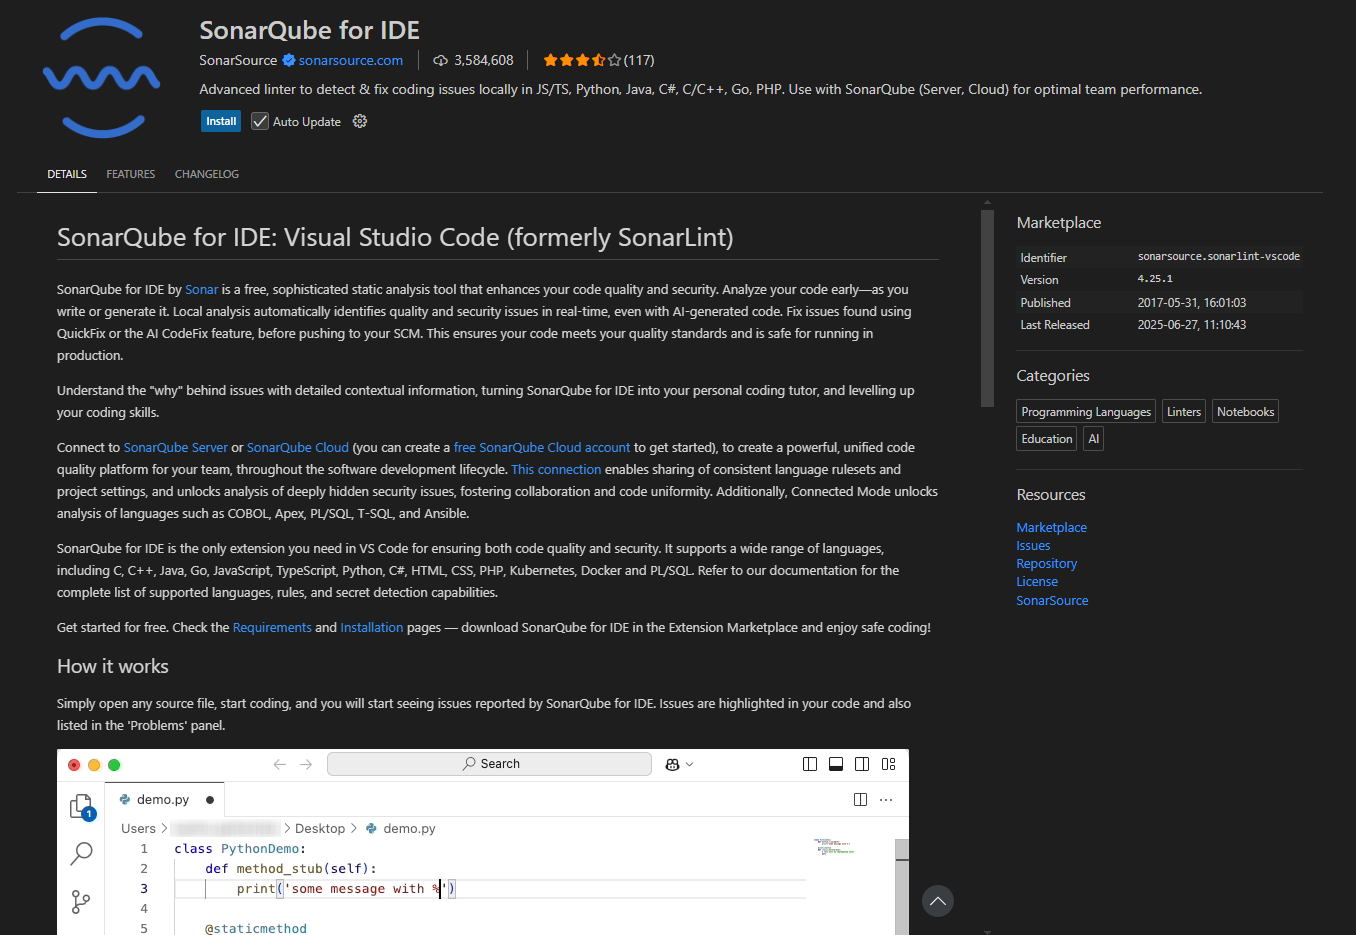 SonarQube for IDE
SonarSource sonarsource.com 3,584,608 (117)
Advanced linter to detect & fix coding issues locally in JS/TS, Python, Java, C#, C/C++, Go, PHP. Use with SonarQube (Server, Cloud) for optimal team performance.
Install Auto Update
DETAILS FEATURES CHANGELOG
SonarQube for IDE: Visual Studio Code (formerly SonarLint)
SonarQube for IDE by Sonar is a free, sophisticated static analysis tool that enhances your code quality and security. Analyze your code early—as you
write or generate it. Local analysis automatically identifies quality and security issues in real-time, even with AI-generated code. Fix issues found using
QuickFix or the AI CodeFix feature, before pushing to your SCM. This ensures your code meets your quality standards and is safe for running in
production.
Understand the "why" behind issues with detailed contextual information, turning SonarQube for IDE into your personal coding tutor, and levelling up
your coding skills.
Connect to SonarQube Server or SonarQube Cloud (you can create a free SonarQube Cloud account to get started), to create a powerful, unified code
quality platform for your team, throughout the software development lifecycle. This connection enables sharing of consistent language rulesets and
project settings, and unlocks analysis of deeply hidden security issues, fostering collaboration and code uniformity. Additionally, Connected Mode unlocks
analysis of languages such as COBOL, Apex, PL/SQL, T-SQL, and Ansible.
SonarQube for IDE is the only extension you need in VS Code for ensuring both code quality and security. It supports a wide range of languages,
including C, C++, Java, Go, JavaScript, TypeScript, Python, C#, HTML, CSS, PHP, Kubernetes, Docker and PL/SQL. Refer to our documentation for the
complete list of supported languages, rules, and secret detection capabilities.
Get started for free. Check the Requirements and Installation pages — download SonarQube for IDE in the Extension Marketplace and enjoy safe coding!
How it works
Simply open any source file, start coding, and you will start seeing issues reported by SonarQube for IDE. Issues are highlighted in your code and also
listed in the 'Problems' panel.
Search
1
demo.py
Users > > Desktop > demo.py
1 class PythonDemo:
2 def method_stub(self):
3 print('some message with %')
4
5 @staticmethod
Marketplace
Identifier sonarsource.sonarlint-vscode
Version 4.25.1
Published 2017-05-31, 16:01:03
Last Released 2025-06-27, 11:10:43
Categories
Programming Languages Linters Notebooks
Education AI
Resources
Marketplace
Issues
Repository
License
SonarSource